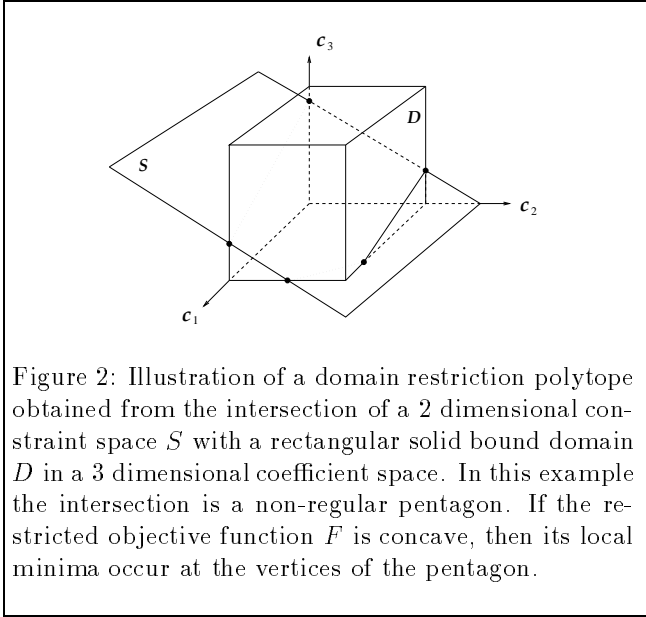 c3
D
S
c2
c1
Figure 2: Illustration of a domain restriction polytope
obtained from the intersection of a 2 dimensional con-
straint space S with a rectangular solid bound domain
D in a 3 dimensional coefficient space. In this example
the intersection is a non-regular pentagon. If the re-
stricted objective function F is concave, then its local
minima occur at the vertices of the pentagon.